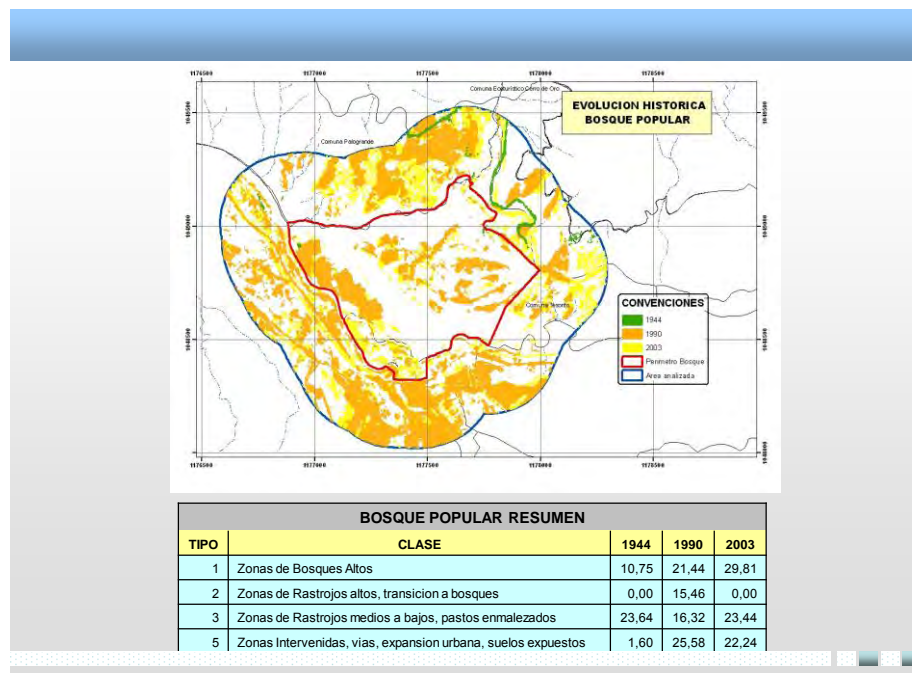 1176500 1177000 1177500 1178000 1178500
Comuna Ecoturístico Cerro de Oro
EVOLUCION HISTORICA
BOSQUE POPULAR
Comuna Palogrande
CONVENCIONES
1944
1990
2003
Perimetro Bosque
Area analizada
1176500 1177000 1177500 1178000 1178500
BOSQUE POPULAR RESUMEN
TIPO CLASE 1944 1990 2003
1 Zonas de Bosques Altos 10,75 21,44 29,81
2 Zonas de Rastrojos altos, transicion a bosques 0,00 15,46 0,00
3 Zonas de Rastrojos medios a bajos, pastos enmalezados 23,64 16,32 23,44
5 Zonas Intervenidas, vias, expansion urbana, suelos expuestos 1,60 25,58 22,24